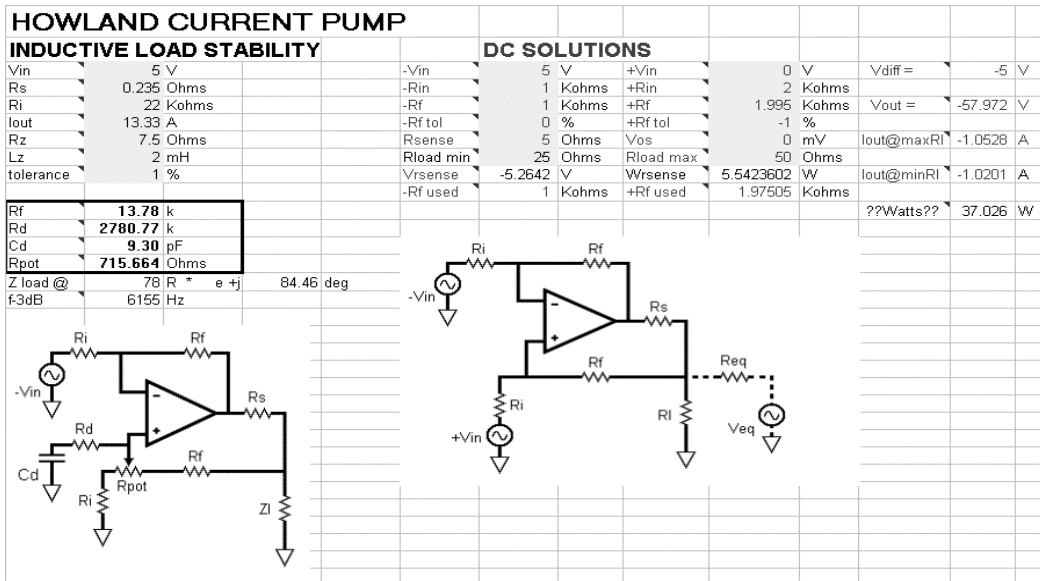 HOWLAND CURRENT PUMP
INDUCTIVE LOAD STABILITY
Vin 5 V
Rs 0.235 Ohms
Ri 22 Kohms
Iout 13.33 A
Rz 7.5 Ohms
Lz 2 mH
tolerance 1 %
Rf 13.78 k
Rd 2780.77 k
Cd 9.30 pF
Rpot 715.664 Ohms
Z load @ 78 R * e +j 84.46 deg
f-3dB 6155 Hz
Ri
Rf
-Vin
Rs
Rd
Rf
Cd
Rpot
Ri
Zl
DC SOLUTIONS
-Vin 5 V +Vin 0 V Vdiff = -5 V
-Rin 1 Kohms +Rin 2 Kohms
-Rf 1 Kohms +Rf 1.995 Kohms Vout = -57.972 V
-Rf tol 0 % +Rf tol -1 %
Rsense 5 Ohms Vos 0 mV Iout@maxRl -1.0528 A
Rload min 25 Ohms Rload max 50 Ohms
Vrsense -5.2642 V Wrsense 5.5423602 W Iout@minRl -1.0201 A
-Rf used 1 Kohms +Rf used 1.97505 Kohms
??Watts?? 37.026 W
Ri
Rf
-Vin
-
+
Rs
Rf
Req
Ri
Rl
Veq
+Vin